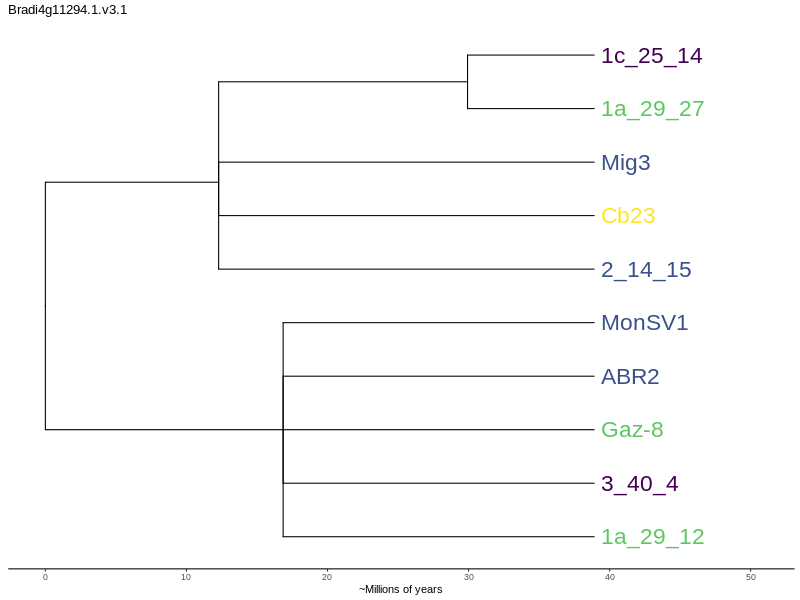 Bradi4g11294.1.v3.1
1c_25_14
1a_29_27
Mig3
Cb23
2_14_15
MonSV1
ABR2
Gaz-8
3_40_4
1a_29_12
0 10 20 30 40 50
~Millions of years